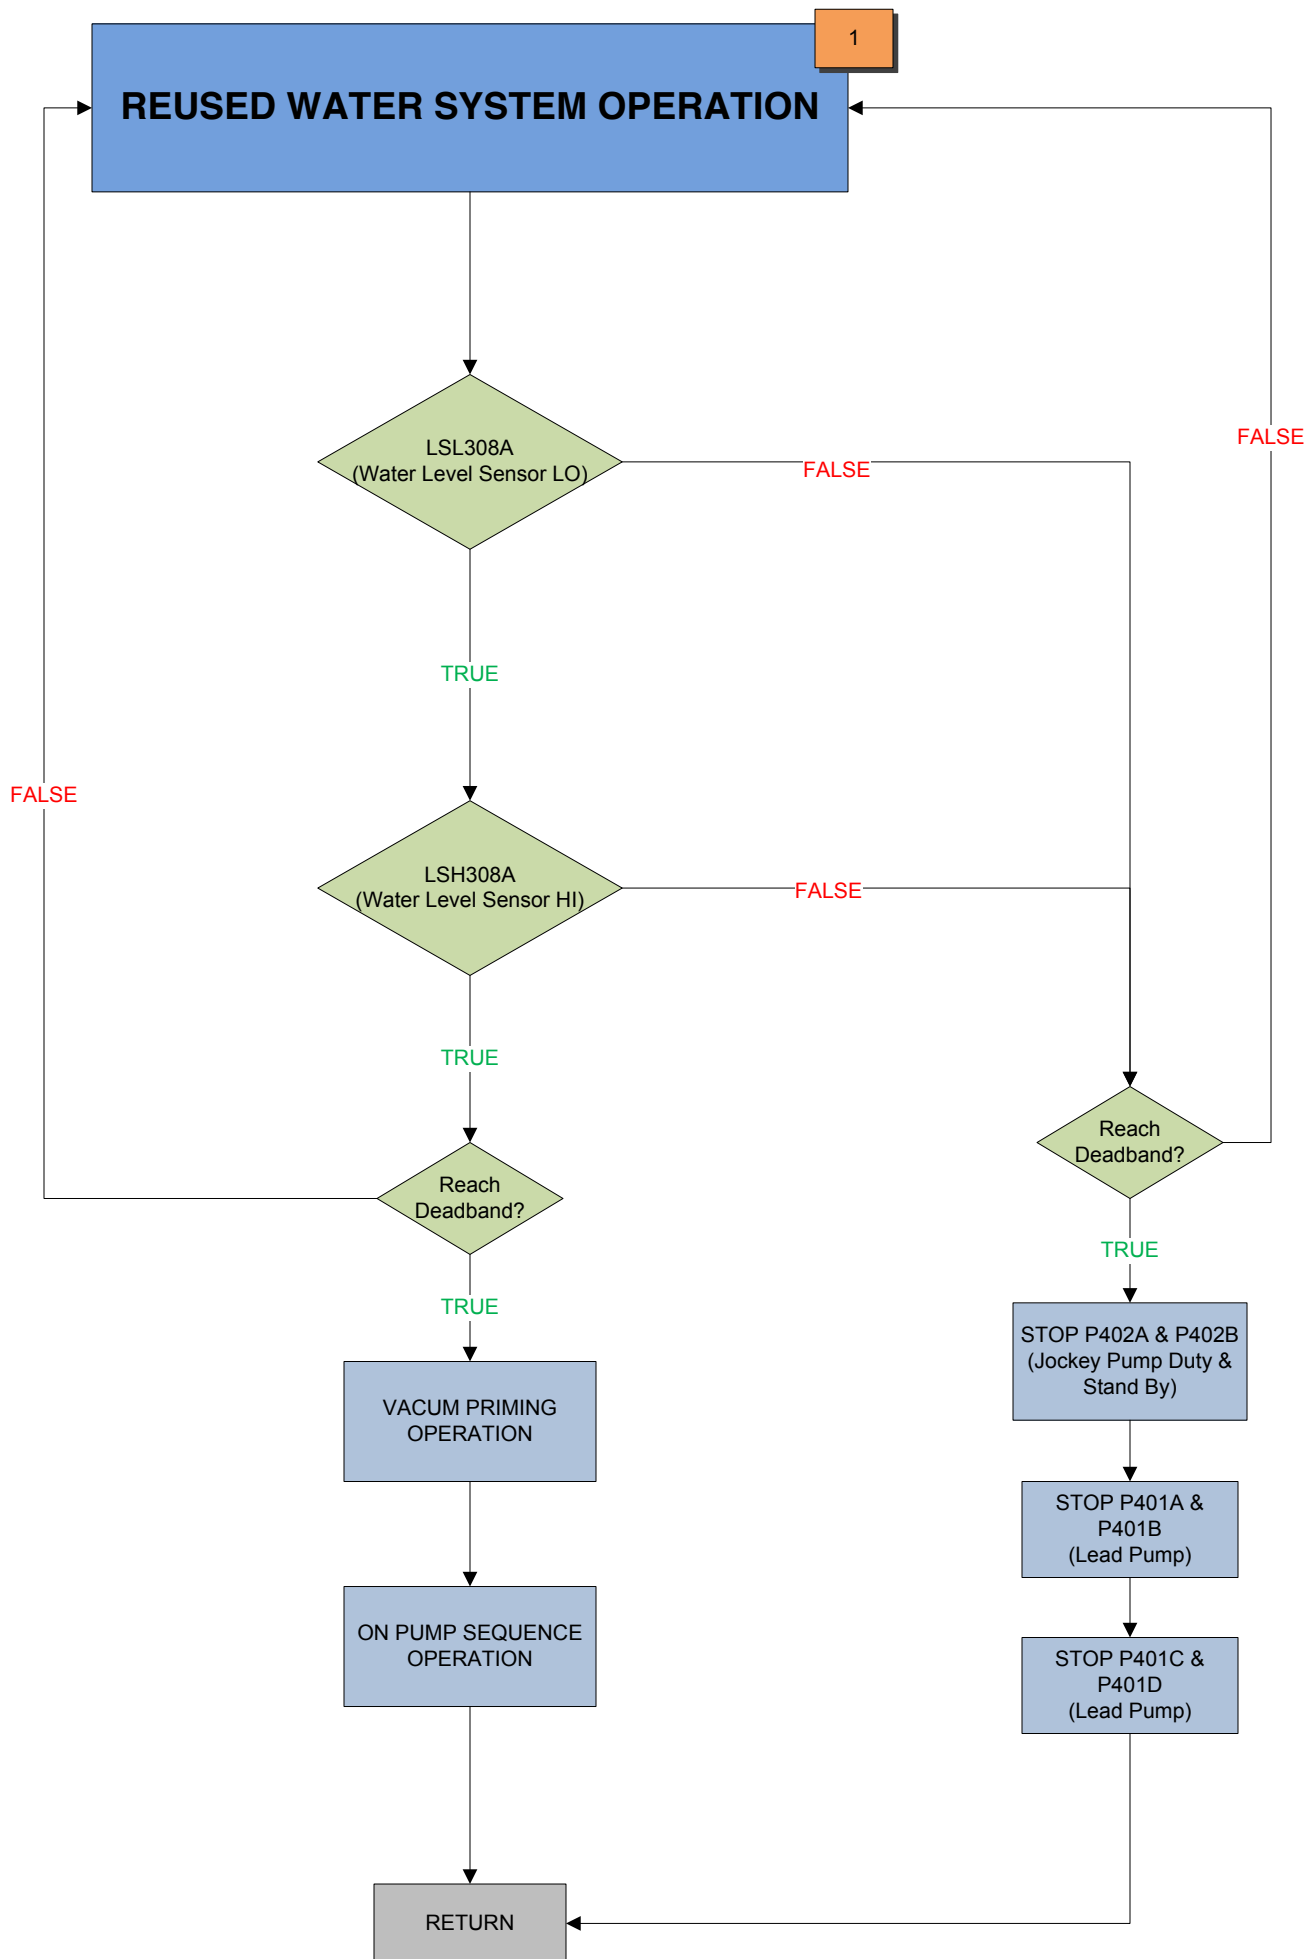 1
REUSED WATER SYSTEM OPERATION
LSL308A
(Water Level Sensor LO)
FALSE
FALSE
TRUE
FALSE
LSH308A
(Water Level Sensor HI)
FALSE
TRUE
Reach
Deadband?
Reach
Deadband?
TRUE
TRUE
STOP P402A & P402B
(Jockey Pump Duty &
Stand By)
VACUM PRIMING
OPERATION
STOP P401A &
P401B
(Lead Pump)
ON PUMP SEQUENCE
OPERATION
STOP P401C &
P401D
(Lead Pump)
RETURN